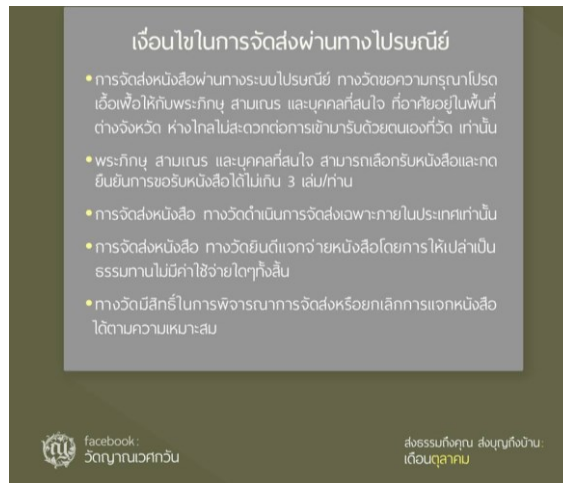 เงื่อนไขในการจัดส่งผ่านทางไปรษณีย์
• การจัดส่งหนังสือผ่านทางระบบไปรษณีย์ ทางวัดขอความกรุณาโปรด
เอื้อเฟื้อให้กับพระภิกษุ สามเณร และบุคคลที่สนใจ ที่อาศัยอยู่ในพื้นที่
ต่างจังหวัด ห่างไกลไม่สะดวกต่อการเข้ามารับด้วยตนเองที่วัด เท่านั้น
• พระภิกษุ สามเณร และบุคคลที่สนใจ สามารถเลือกรับหนังสือและกด
ยืนยันการขอรับหนังสือได้ไม่เกิน 3 เล่ม/ท่าน
• การจัดส่งหนังสือ ทางวัดดำเนินการจัดส่งเฉพาะภายในประเทศเท่านั้น
• การจัดส่งหนังสือ ทางวัดยินดีแจกจ่ายหนังสือโดยการให้เปล่าเป็น
ธรรมทานไม่มีค่าใช้จ่ายใดๆทั้งสิ้น
• ทางวัดมีสิทธิ์ในการพิจารณาการจัดส่งหรือยกเลิกการแจกหนังสือ
ได้ตามความเหมาะสม
facebook:
วัดญาณเวศกวัน
ส่งธรรมถึงคุณ ส่งบุญถึงบ้าน:
เดือนตุลาคม